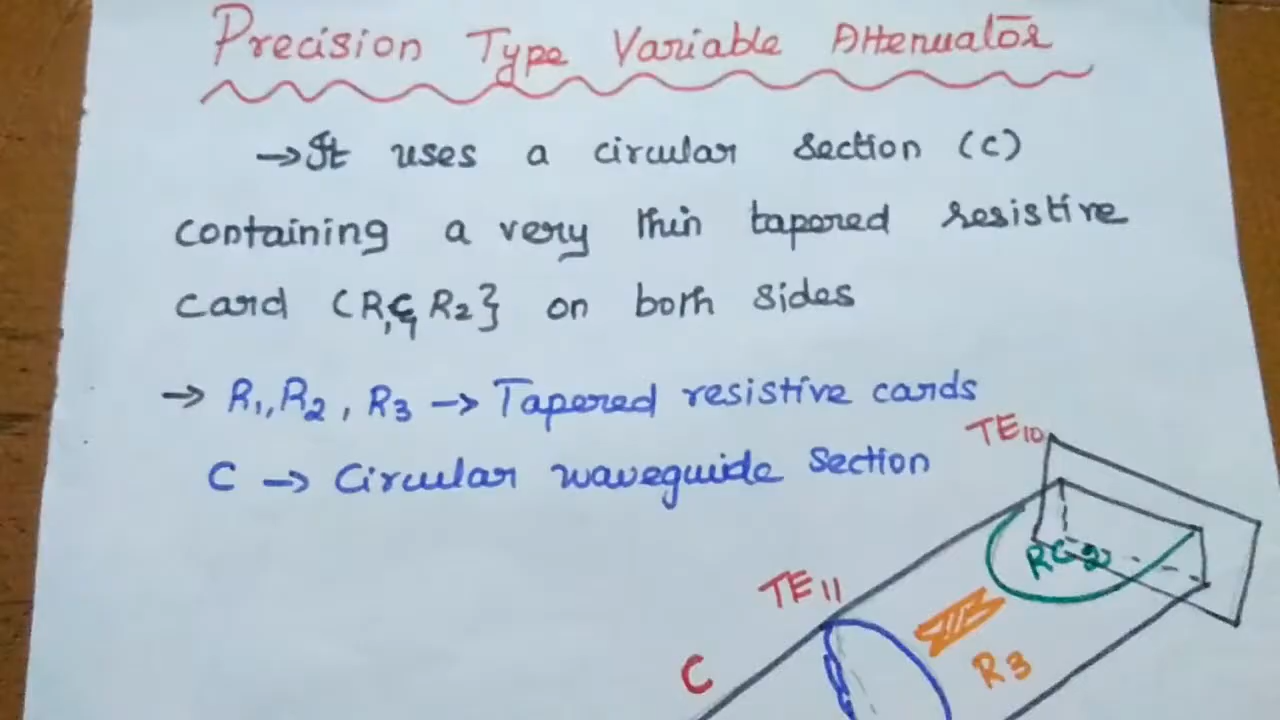 Precision Type Variable Attenuator
→ It uses a circular section (c)
containing a very thin tapered resistive
card (R1 & R2} on both sides
→ R1, R2, R3 → Tapered resistive cards
C → Circular waveguide section
TE10
RC2
TE11
R3
C